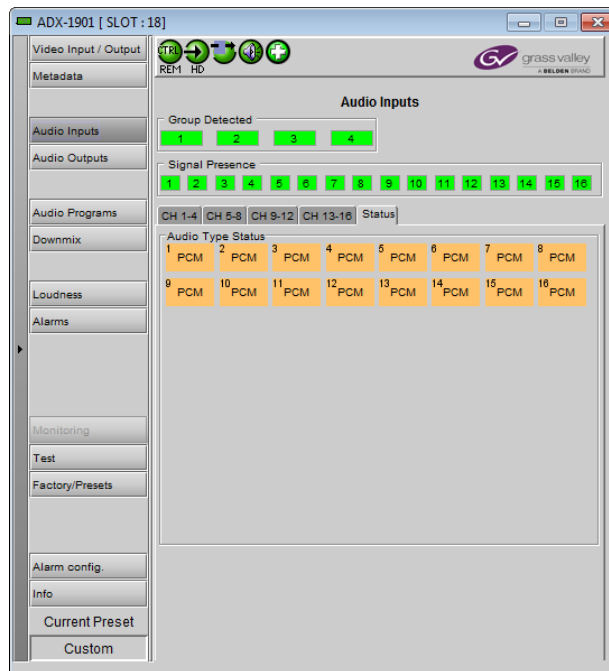 ADX-1901 [ SLOT : 18]
Video Input / Output
Metadata
Audio Inputs
Audio Outputs
Audio Programs
Downmix
Loudness
Alarms
Monitoring
Test
Factory/Presets
Alarm config.
Info
Current Preset
Custom
CTRL
REM HD
GV grass valley
A BELDEN BRAND
Audio Inputs
Group Detected
1 2 3 4
Signal Presence
1 2 3 4 5 6 7 8 9 10 11 12 13 14 15 16
CH 1-4 CH 5-8 CH 9-12 CH 13-16 Status
Audio Type Status
1 PCM 2 PCM 3 PCM 4 PCM 5 PCM 6 PCM 7 PCM 8 PCM
9 PCM 10 PCM 11 PCM 12 PCM 13 PCM 14 PCM 15 PCM 16 PCM